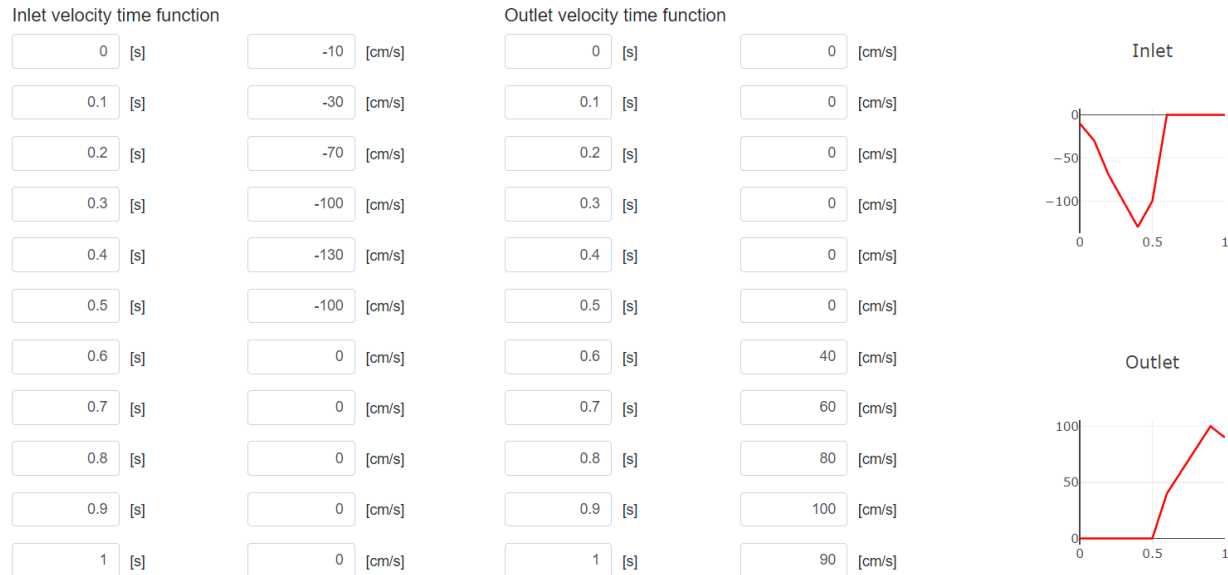 Inlet velocity time function Outlet velocity time function
0 [s] -10 [cm/s] 0 [s] 0 [cm/s]
0.1 [s] -30 [cm/s] 0.1 [s] 0 [cm/s]
0.2 [s] -70 [cm/s] 0.2 [s] 0 [cm/s]
0.3 [s] -100 [cm/s] 0.3 [s] 0 [cm/s]
0.4 [s] -130 [cm/s] 0.4 [s] 0 [cm/s]
0.5 [s] -100 [cm/s] 0.5 [s] 0 [cm/s]
0.6 [s] 0 [cm/s] 0.6 [s] 40 [cm/s]
0.7 [s] 0 [cm/s] 0.7 [s] 60 [cm/s]
0.8 [s] 0 [cm/s] 0.8 [s] 80 [cm/s]
0.9 [s] 0 [cm/s] 0.9 [s] 100 [cm/s]
1 [s] 0 [cm/s] 1 [s] 90 [cm/s]
Inlet
0
−50
−100
0 0.5 1
Outlet
100
50
0
0 0.5 1